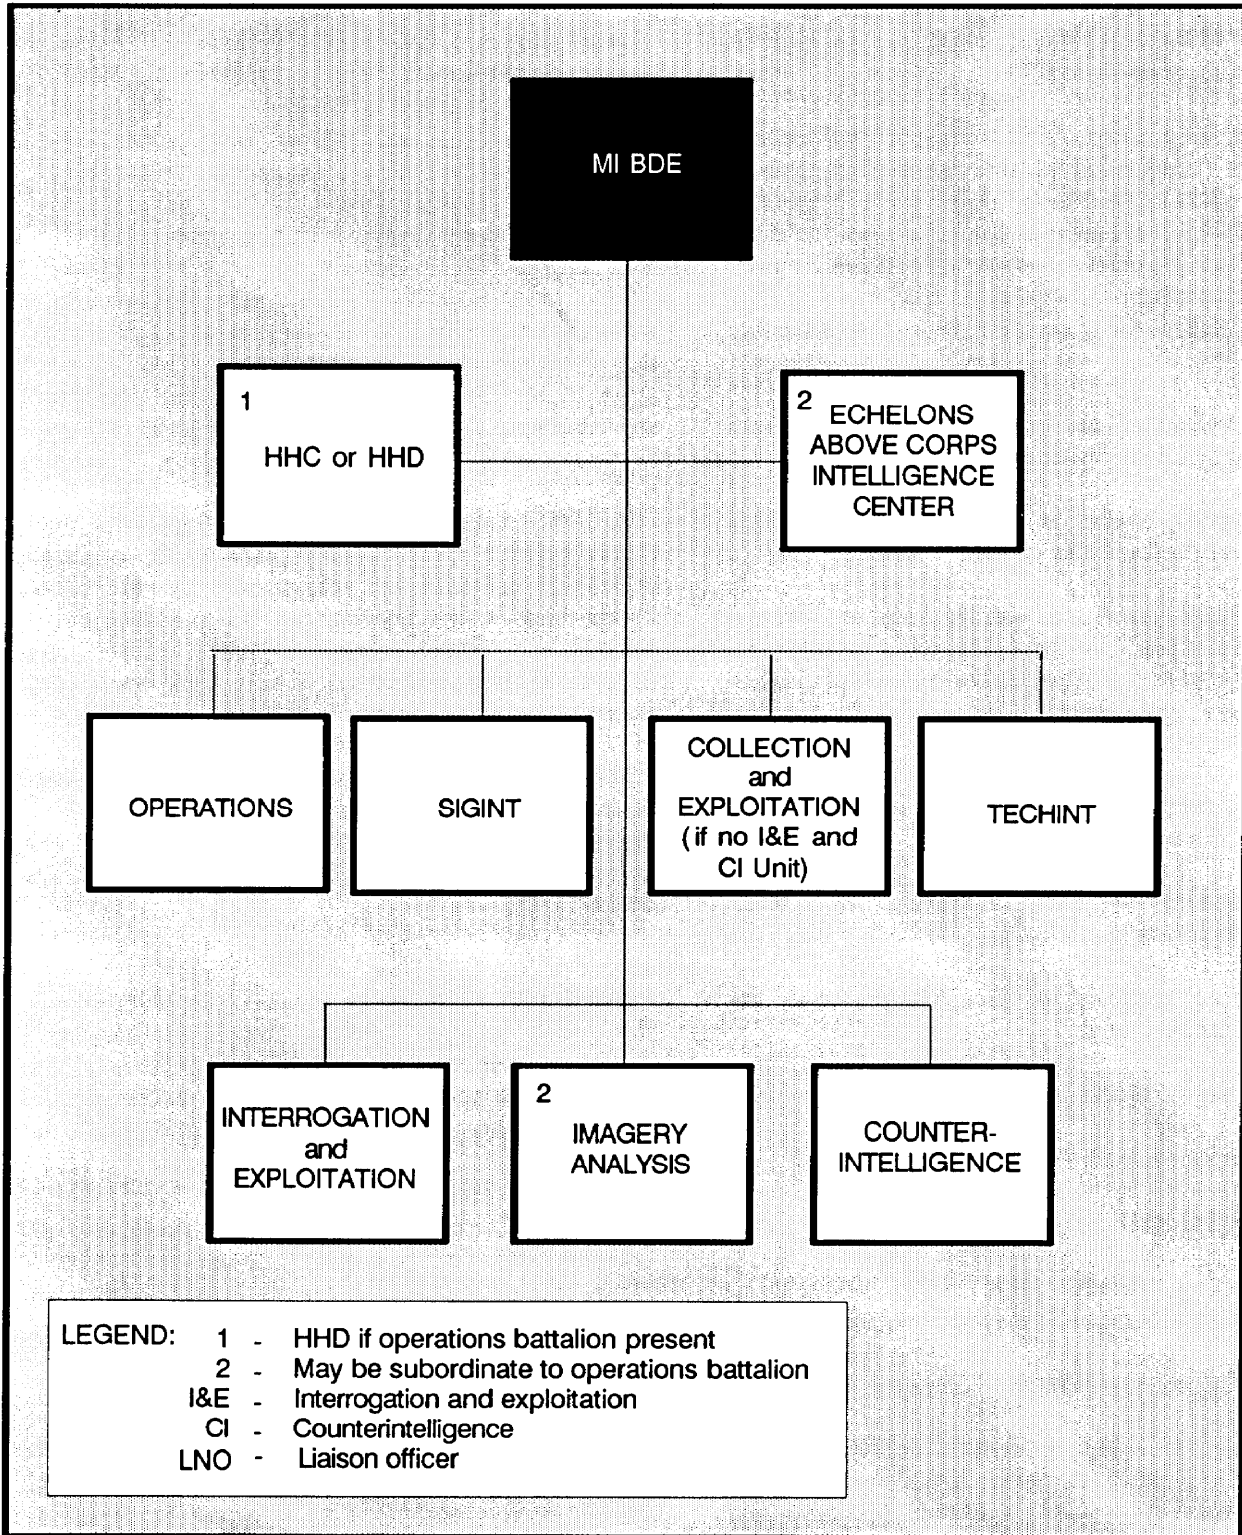 MI BDE
1
HHC or HHD
2
ECHELONS
ABOVE CORPS
INTELLIGENCE
CENTER
OPERATIONS
SIGINT
COLLECTION
and
EXPLOITATION
(if no I&E and
CI Unit)
TECHINT
INTERROGATION
and
EXPLOITATION
2
IMAGERY
ANALYSIS
COUNTER-
INTELLIGENCE
LEGEND: 1 - HHD if operations battalion present
2 - May be subordinate to operations battalion
I&E - Interrogation and exploitation
CI - Counterintelligence
LNO - Liaison officer